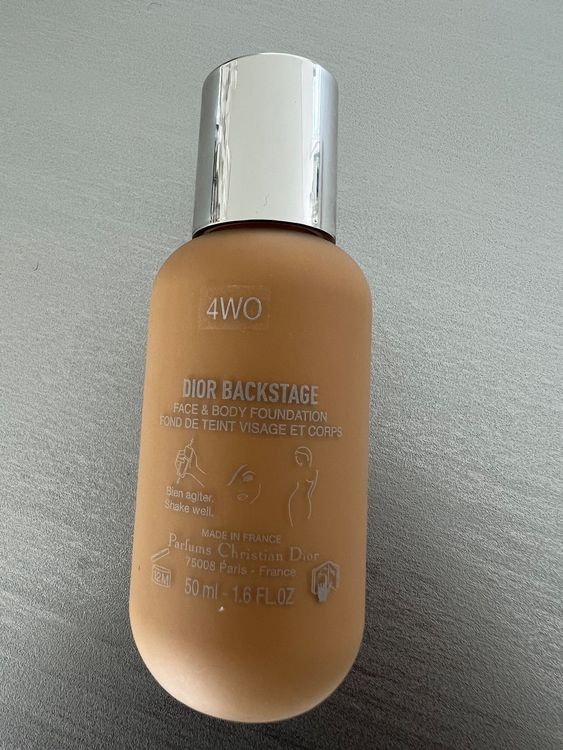 4WO
DIOR BACKSTAGE
FACE & BODY FOUNDATION
FOND DE TEINT VISAGE ET CORPS
Bien agiter.
Shake well.
MADE IN FRANCE
Parfums Christian Dior
75008 Paris - France
12M
50 ml - 1.6 FL.OZ